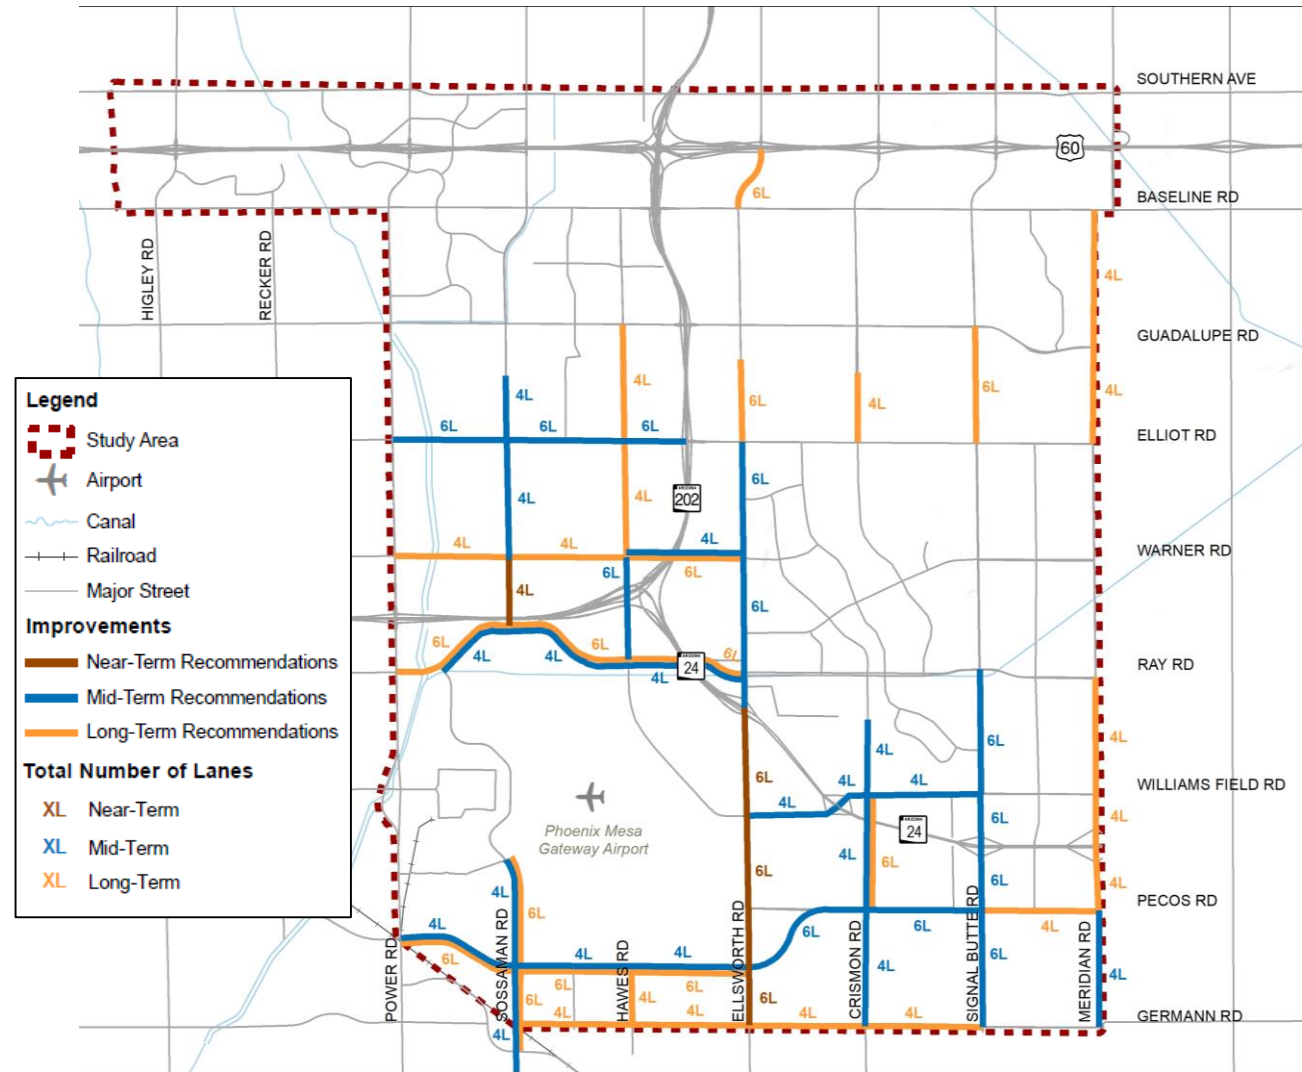 SOUTHERN AVE
60
BASELINE RD
6L
HIGLEY RD
RECKER RD
4L
GUADALUPE RD
4L
4L
6L
4L
6L
4L
6L
6L
6L
ELLIOT RD
Legend
Study Area
Airport
Canal
Railroad
Major Street
Improvements
Near-Term Recommendations
Mid-Term Recommendations
Long-Term Recommendations
Total Number of Lanes
XL Near-Term
XL Mid-Term
XL Long-Term
6L
4L
4L
ARIZONA
202
4L
4L
4L
WARNER RD
6L
6L
4L
6L
6L
6L
6L
4L
4L
4L
ARIZONA
24
RAY RD
6L
4L
4L
6L
4L
4L
WILLIAMS FIELD RD
4L
6L
4L
ARIZONA
24
Phoenix Mesa
Gateway Airport
4L
6L
6L
4L
6L
4L
PECOS RD
4L
6L
6L
6L
4L
6L
4L
4L
6L
4L
4L
6L
6L
6L
6L
4L
6L
4L
4L
4L
4L
4L
4L
POWER RD
SOSSAMAN RD
HAWES RD
ELLSWORTH RD
CRISMON RD
SIGNAL BUTTE RD
MERIDIAN RD
GERMANN RD